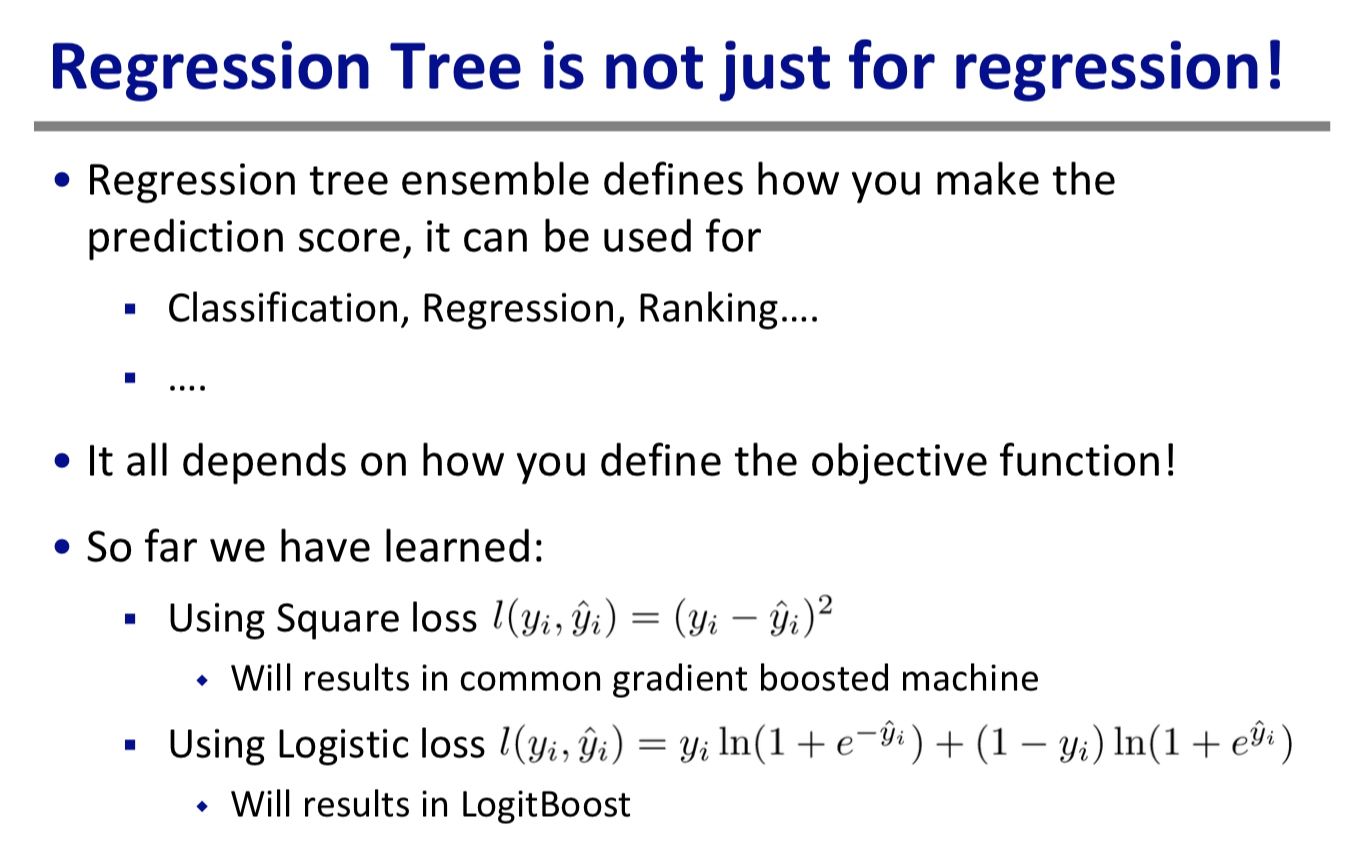 Regression Tree is not just for regression!
• Regression tree ensemble defines how you make the
prediction score, it can be used for
▪ Classification, Regression, Ranking….
▪ ….
• It all depends on how you define the objective function!
• So far we have learned:
▪ Using Square loss $l(y_i, \hat{y}_i) = (y_i - \hat{y}_i)^2$
◆ Will results in common gradient boosted machine
▪ Using Logistic loss $l(y_i, \hat{y}_i) = y_i \ln(1 + e^{-\hat{y}_i}) + (1 - y_i) \ln(1 + e^{\hat{y}_i})$
◆ Will results in LogitBoost